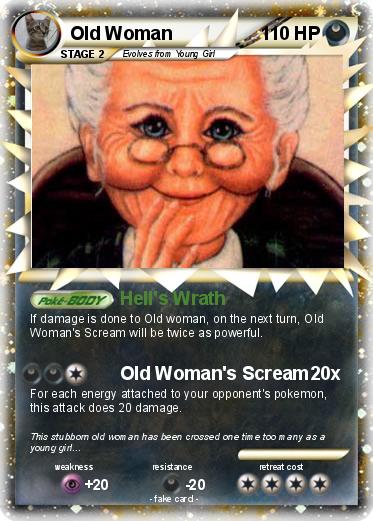 Old Woman 110 HP
STAGE 2 Evolves from Young Girl
Poké-BODY Hell's Wrath
If damage is done to Old woman, on the next turn, Old
Woman's Scream will be twice as powerful.
Old Woman's Scream 20x
For each energy attached to your opponent's pokemon,
this attack does 20 damage.
This stubborn old woman has been crossed one time too many as a
young girl...
weakness resistance retreat cost
+20 -20
- fake card -